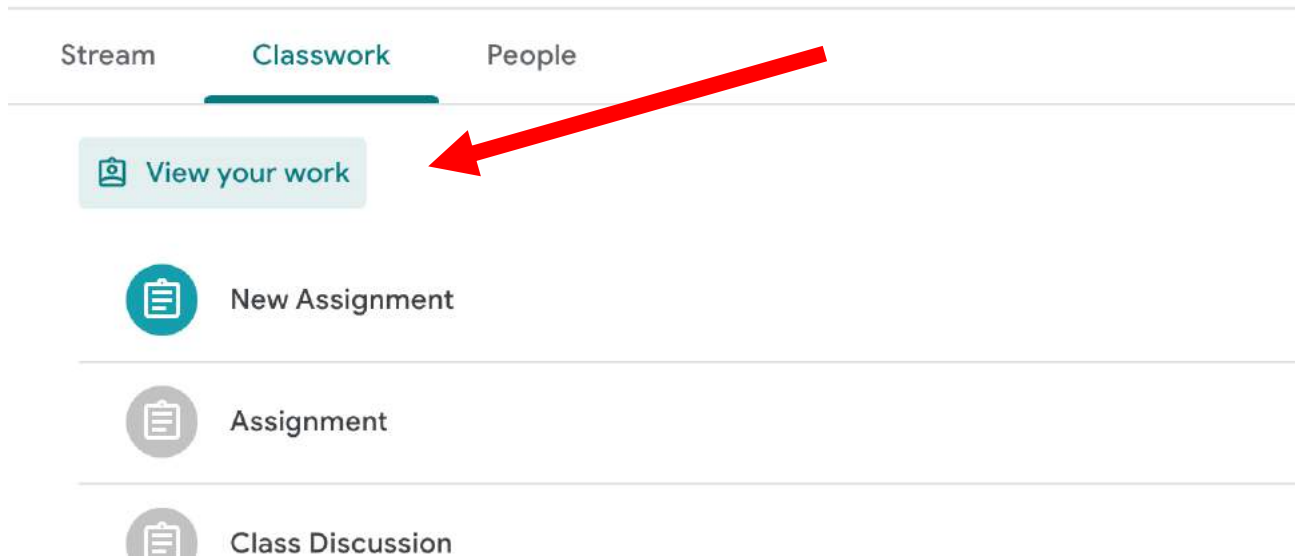 Stream Classwork People
View your work
New Assignment
Assignment
Class Discussion